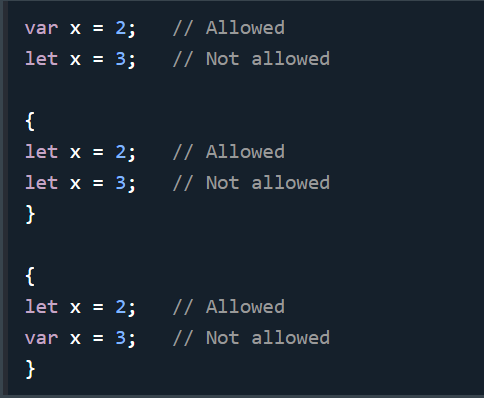 var x = 2;   // Allowed
let x = 3;   // Not allowed

{
let x = 2;   // Allowed
let x = 3;   // Not allowed
}

{
let x = 2;   // Allowed
var x = 3;   // Not allowed
}